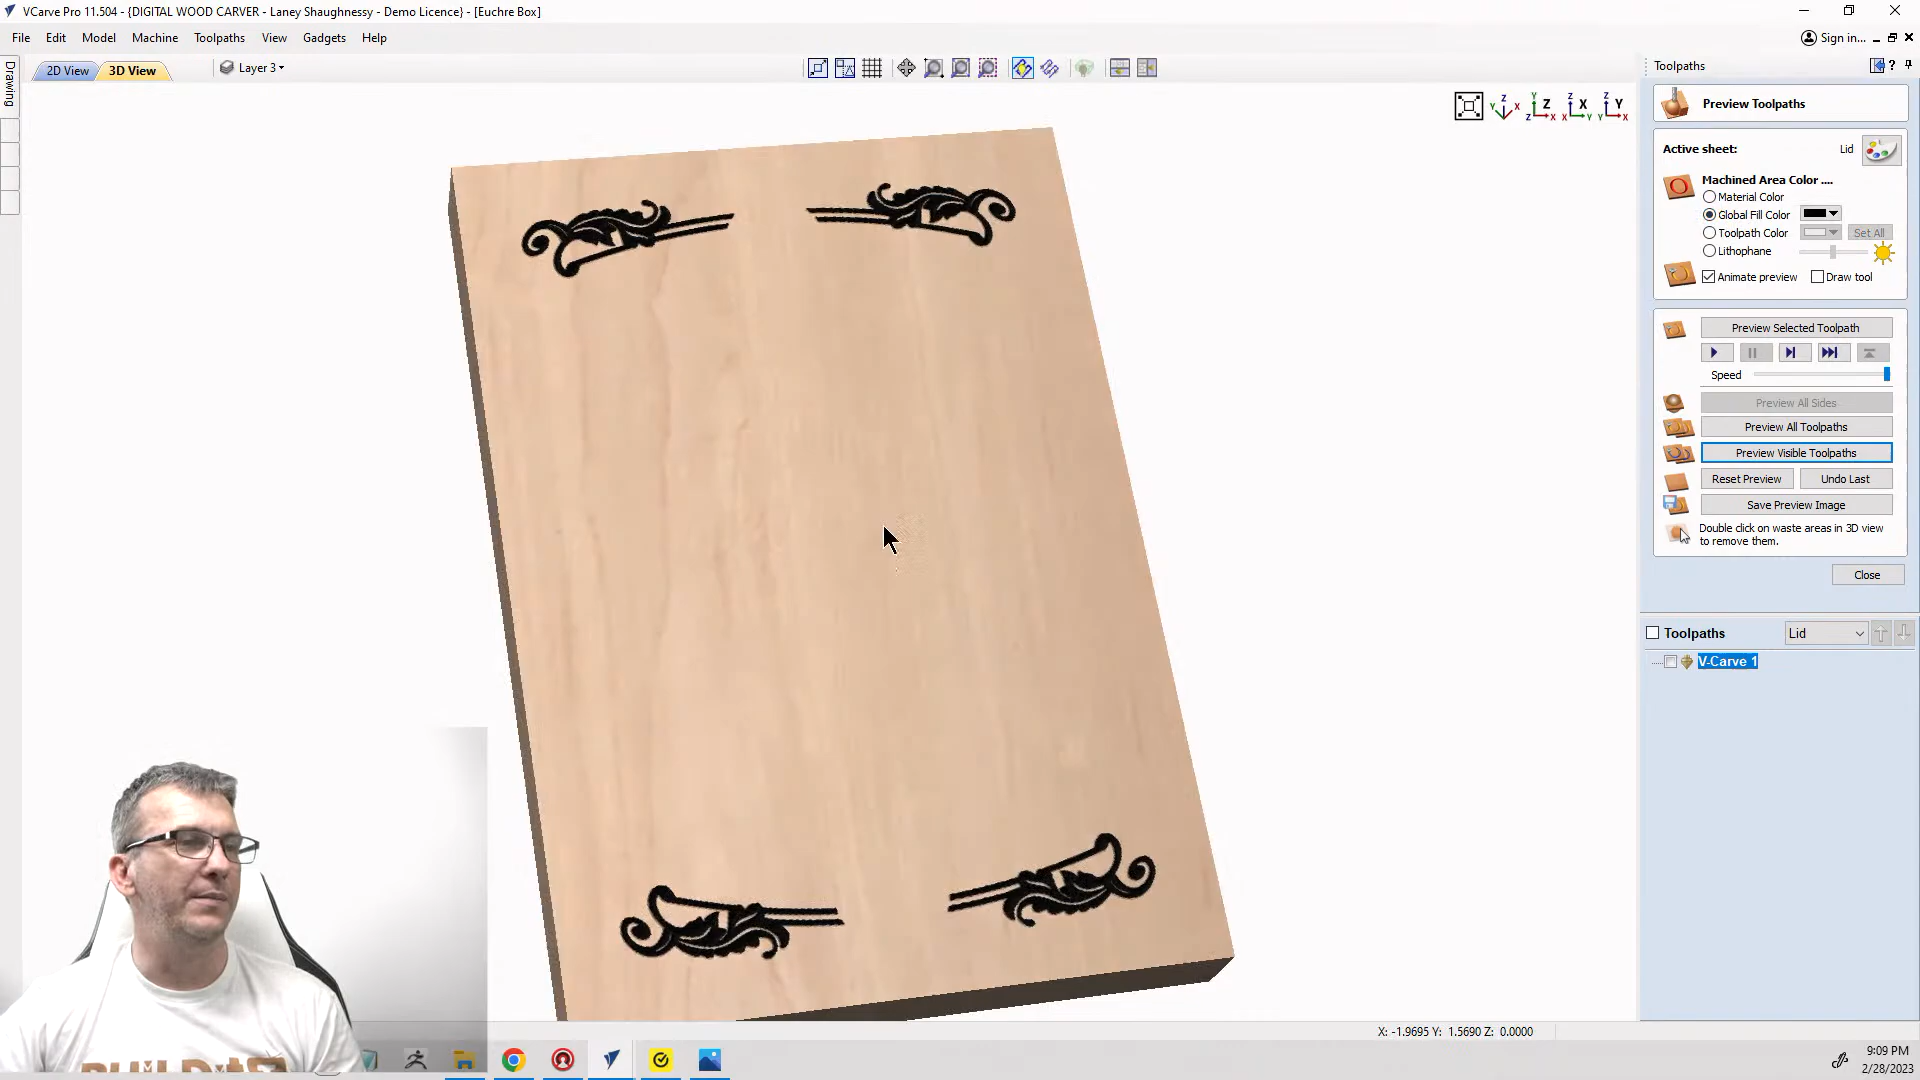 VCarve Pro 11.504 - {DIGITAL WOOD CARVER - Laney Shaughnessy - Demo Licence} - [Euchre Box]
File Edit Model Machine Toolpaths View Gadgets Help
Sign in...
Drawing
2D View 3D View
Layer 3
Toolpaths
Preview Toolpaths
Active sheet: Lid
Machined Area Color ....
Material Color
Global Fill Color
Toolpath Color Set All
Lithophane
Animate preview Draw tool
Preview Selected Toolpath
Speed
Preview All Sides
Preview All Toolpaths
Preview Visible Toolpaths
Reset Preview Undo Last
Save Preview Image
Double click on waste areas in 3D view
to remove them.
Close
Toolpaths Lid
V-Carve 1
X: -1.9695 Y: 1.5690 Z: 0.0000
9:09 PM
2/28/2023